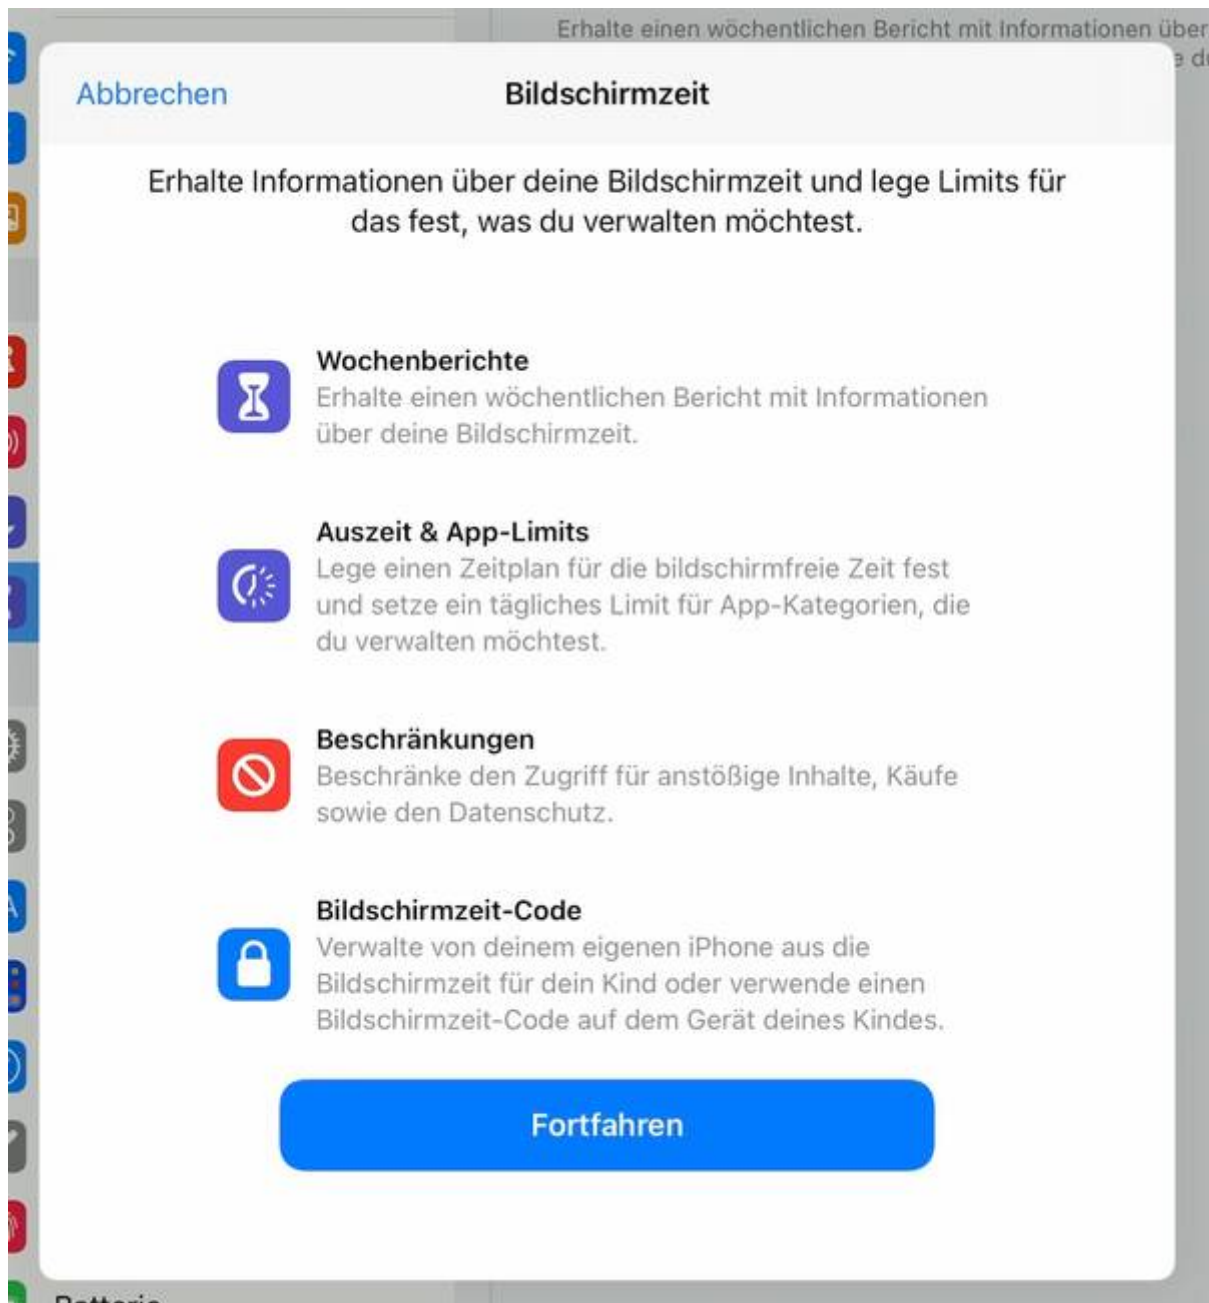 Erhalte einen wöchentlichen Bericht mit Informationen über
Abbrechen
Bildschirmzeit
Erhalte Informationen über deine Bildschirmzeit und lege Limits für
das fest, was du verwalten möchtest.
Wochenberichte
Erhalte einen wöchentlichen Bericht mit Informationen
über deine Bildschirmzeit.
Auszeit & App-Limits
Lege einen Zeitplan für die bildschirmfreie Zeit fest
und setze ein tägliches Limit für App-Kategorien, die
du verwalten möchtest.
Beschränkungen
Beschränke den Zugriff für anstößige Inhalte, Käufe
sowie den Datenschutz.
Bildschirmzeit-Code
Verwalte von deinem eigenen iPhone aus die
Bildschirmzeit für dein Kind oder verwende einen
Bildschirmzeit-Code auf dem Gerät deines Kindes.
Fortfahren